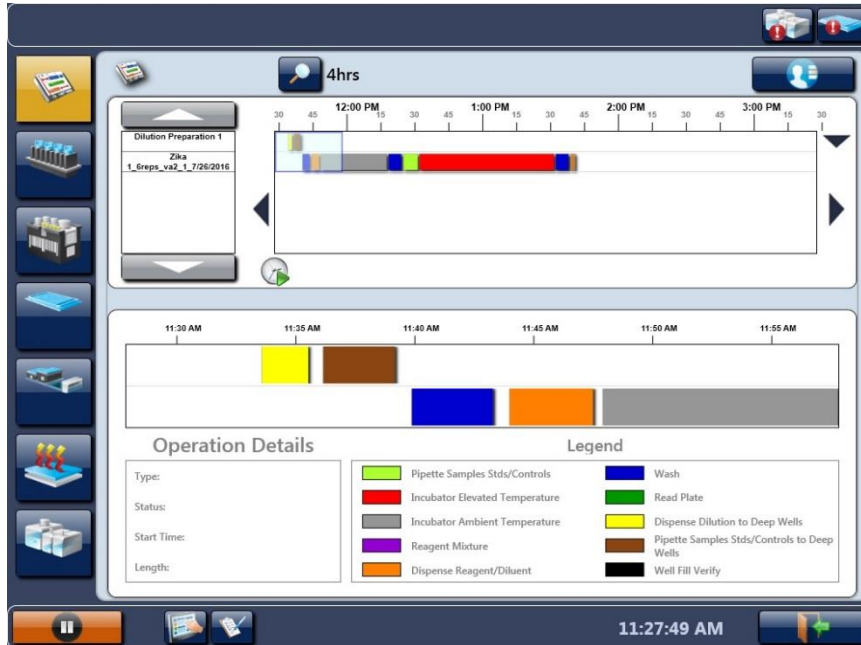 4hrs
30 45 12:00 PM 15 30 45 1:00 PM 15 30 45 2:00 PM 15 30 45 3:00 PM 15 30
Dilution Preparation 1
Zika
1_6reps_va2_1_7/26/2016
11:30 AM 11:35 AM 11:40 AM 11:45 AM 11:50 AM 11:55 AM
Operation Details
Type:
Status:
Start Time:
Length:
Legend
Pipette Samples Stds/Controls
Wash
Incubator Elevated Temperature
Read Plate
Incubator Ambient Temperature
Dispense Dilution to Deep Wells
Reagent Mixture
Pipette Samples Stds/Controls to Deep
Wells
Dispense Reagent/Diluent
Well Fill Verify
11:27:49 AM